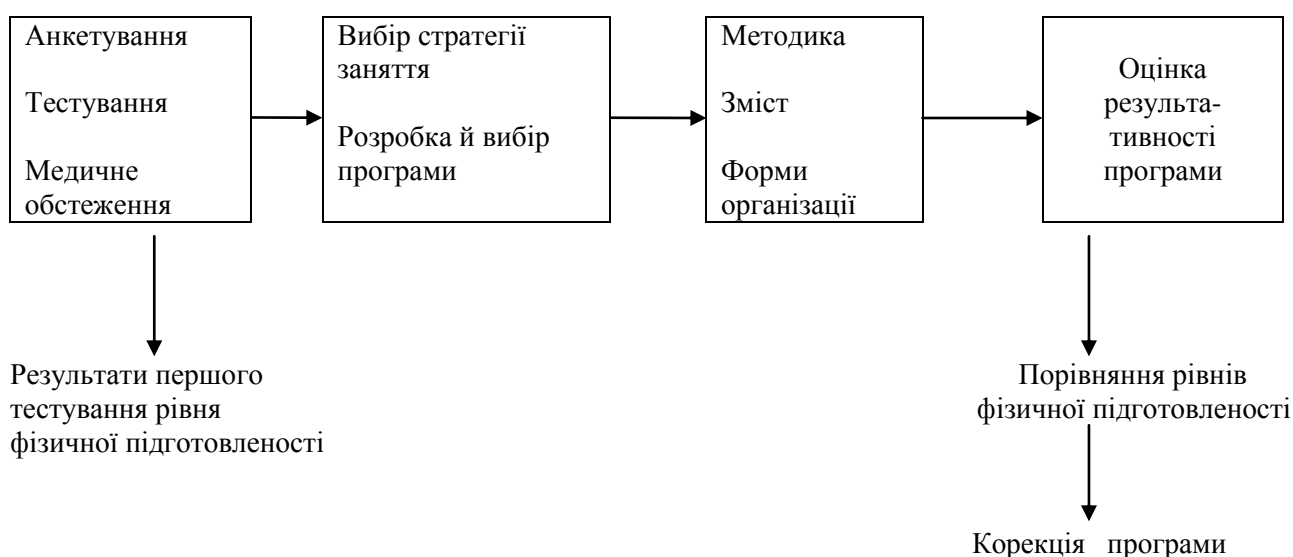 Анкетування
Тестування
Медичне
обстеження
Вибір стратегії
заняття
Розробка й вибір
програми
Методика
Зміст
Форми
організації
Оцінка
результа-
тивності
програми
Результати першого
тестування рівня
фізичної підготовленості
Порівняння рівнів
фізичної підготовленості
Корекція програми